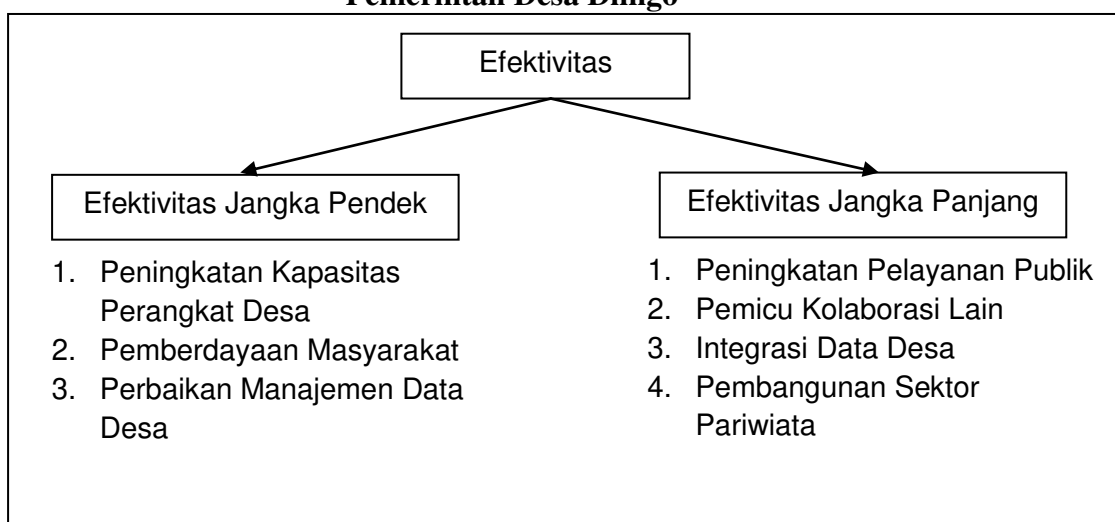 Pemerintah Desa Dilligo
Efektivitas
Efektivitas Jangka Pendek
1. Peningkatan Kapasitas
Perangkat Desa
2. Pemberdayaan Masyarakat
3. Perbaikan Manajemen Data
Desa
Efektivitas Jangka Panjang
1. Peningkatan Pelayanan Publik
2. Pemicu Kolaborasi Lain
3. Integrasi Data Desa
4. Pembangunan Sektor
Pariwiata